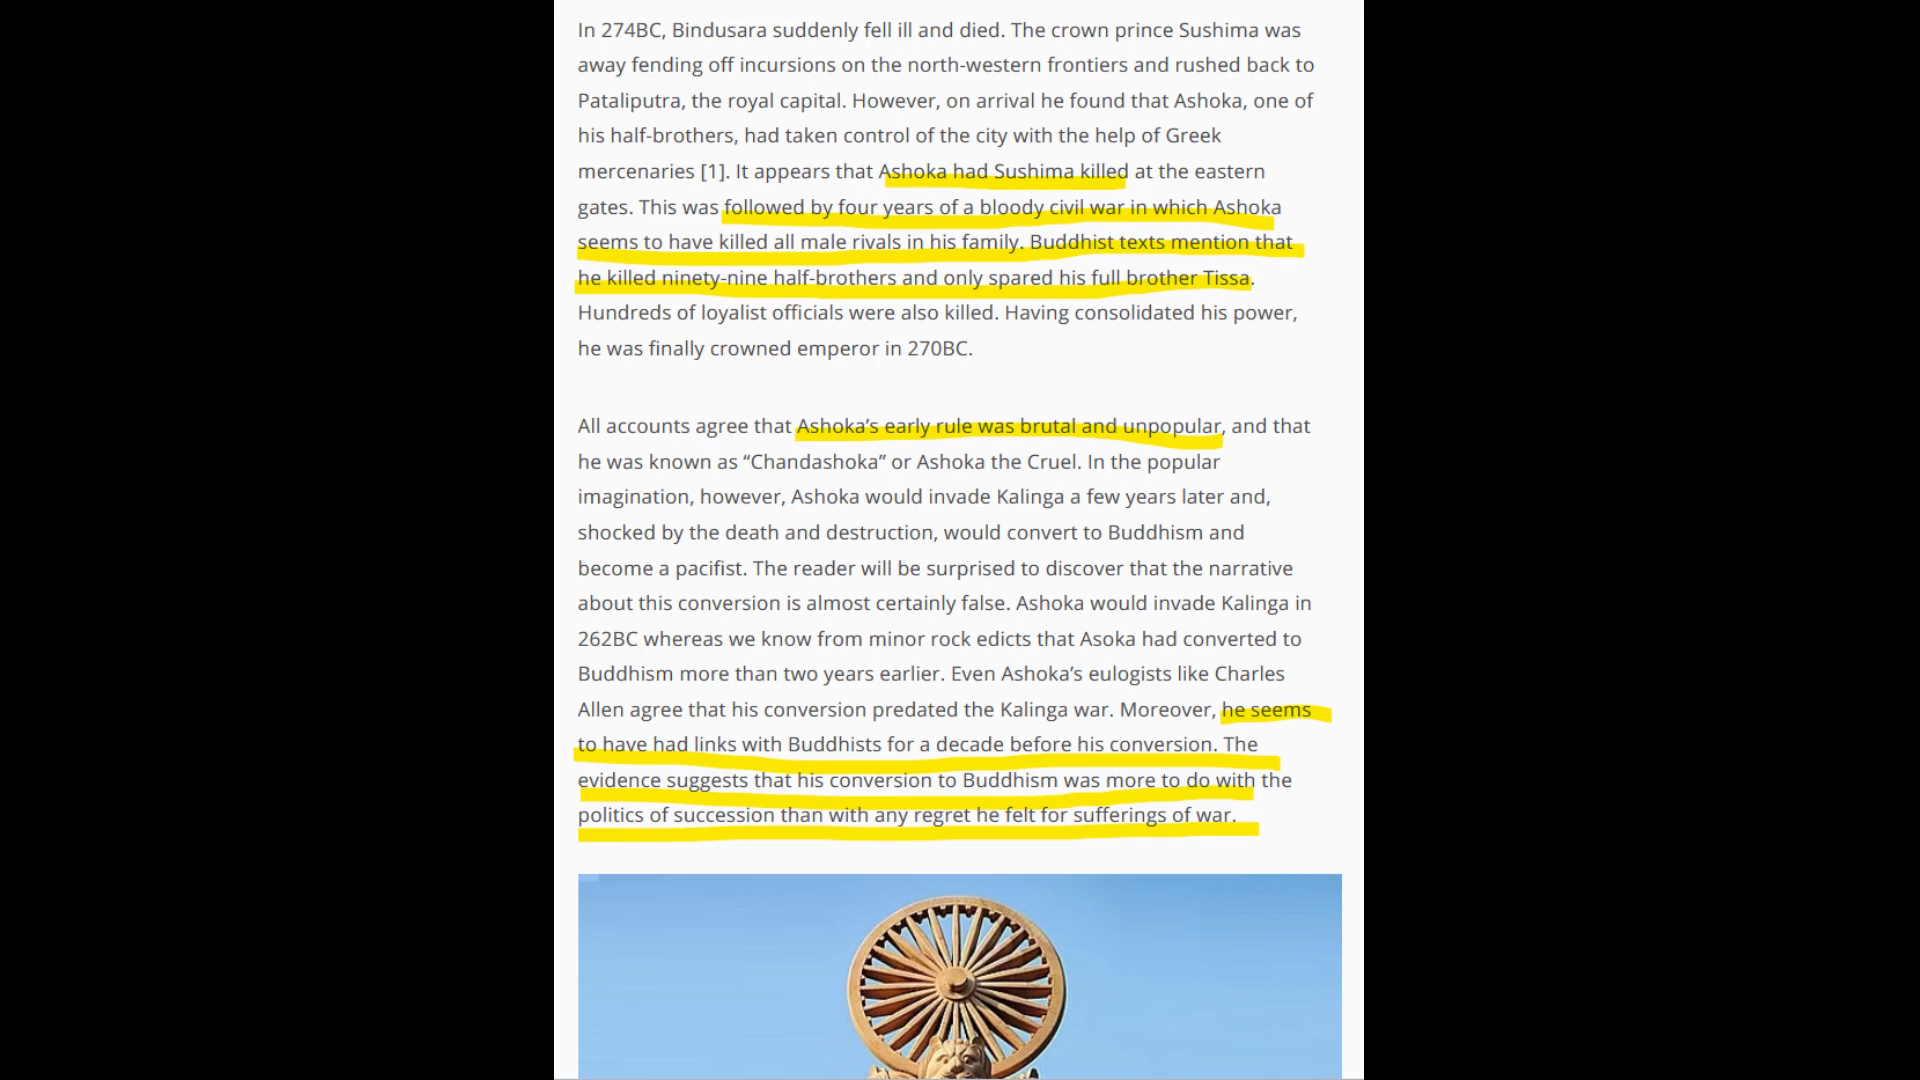 In 274BC, Bindusara suddenly fell ill and died. The crown prince Sushima was
away fending off incursions on the north-western frontiers and rushed back to
Pataliputra, the royal capital. However, on arrival he found that Ashoka, one of
his half-brothers, had taken control of the city with the help of Greek
mercenaries [1]. It appears that Ashoka had Sushima killed at the eastern
gates. This was followed by four years of a bloody civil war in which Ashoka
seems to have killed all male rivals in his family. Buddhist texts mention that
he killed ninety-nine half-brothers and only spared his full brother Tissa.
Hundreds of loyalist officials were also killed. Having consolidated his power,
he was finally crowned emperor in 270BC.
All accounts agree that Ashoka’s early rule was brutal and unpopular, and that
he was known as “Chandashoka” or Ashoka the Cruel. In the popular
imagination, however, Ashoka would invade Kalinga a few years later and,
shocked by the death and destruction, would convert to Buddhism and
become a pacifist. The reader will be surprised to discover that the narrative
about this conversion is almost certainly false. Ashoka would invade Kalinga in
262BC whereas we know from minor rock edicts that Asoka had converted to
Buddhism more than two years earlier. Even Ashoka’s eulogists like Charles
Allen agree that his conversion predated the Kalinga war. Moreover, he seems
to have had links with Buddhists for a decade before his conversion. The
evidence suggests that his conversion to Buddhism was more to do with the
politics of succession than with any regret he felt for sufferings of war.